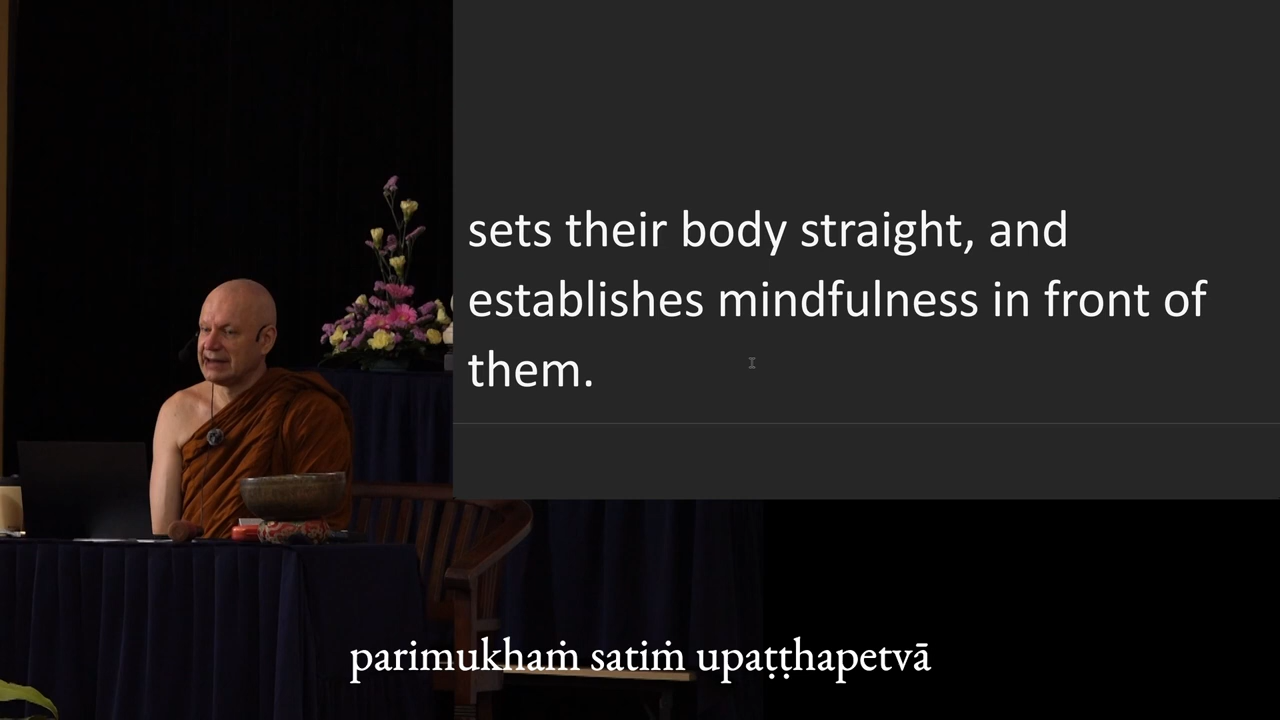 sets their body straight, and
establishes mindfulness in front of
them.
parimukhaṁ satiṁ upaṭṭhapetvā